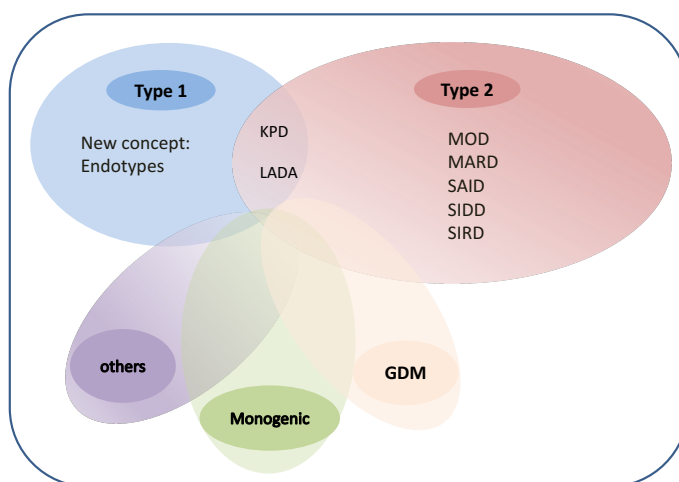 Type 1
New concept:
Endotypes
KPD
LADA
Type 2
MOD
MARD
SAID
SIDD
SIRD
others
Monogenic
GDM